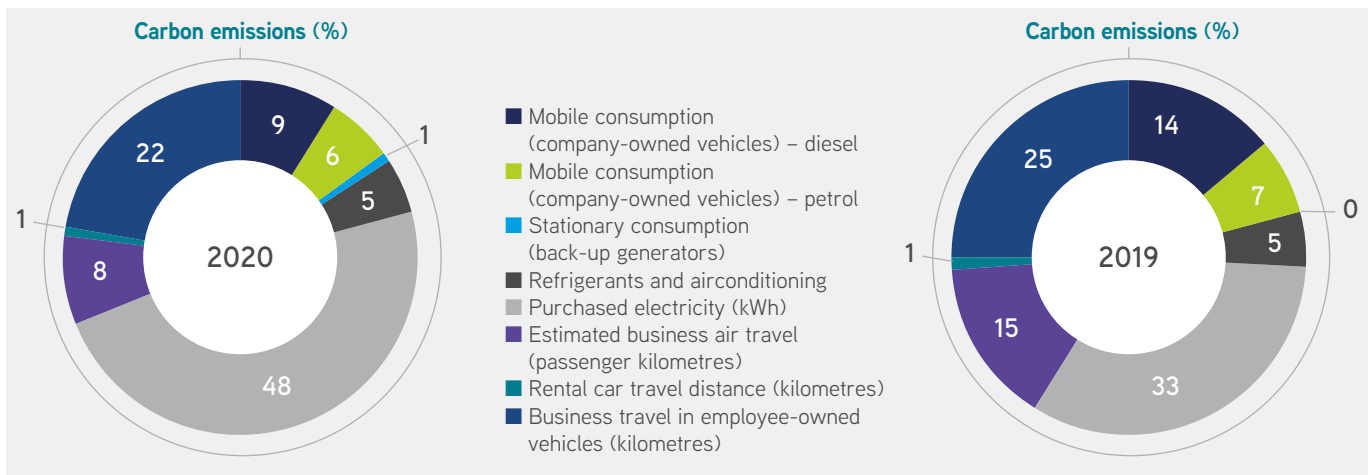 Carbon emissions (%)
9
6
1
5
48
8
1
22
2020
Mobile consumption
(company-owned vehicles) – diesel
Mobile consumption
(company-owned vehicles) – petrol
Stationary consumption
(back-up generators)
Refrigerants and airconditioning
Purchased electricity (kWh)
Estimated business air travel
(passenger kilometres)
Rental car travel distance (kilometres)
Business travel in employee-owned
vehicles (kilometres)
Carbon emissions (%)
14
7
0
5
33
15
1
25
2019